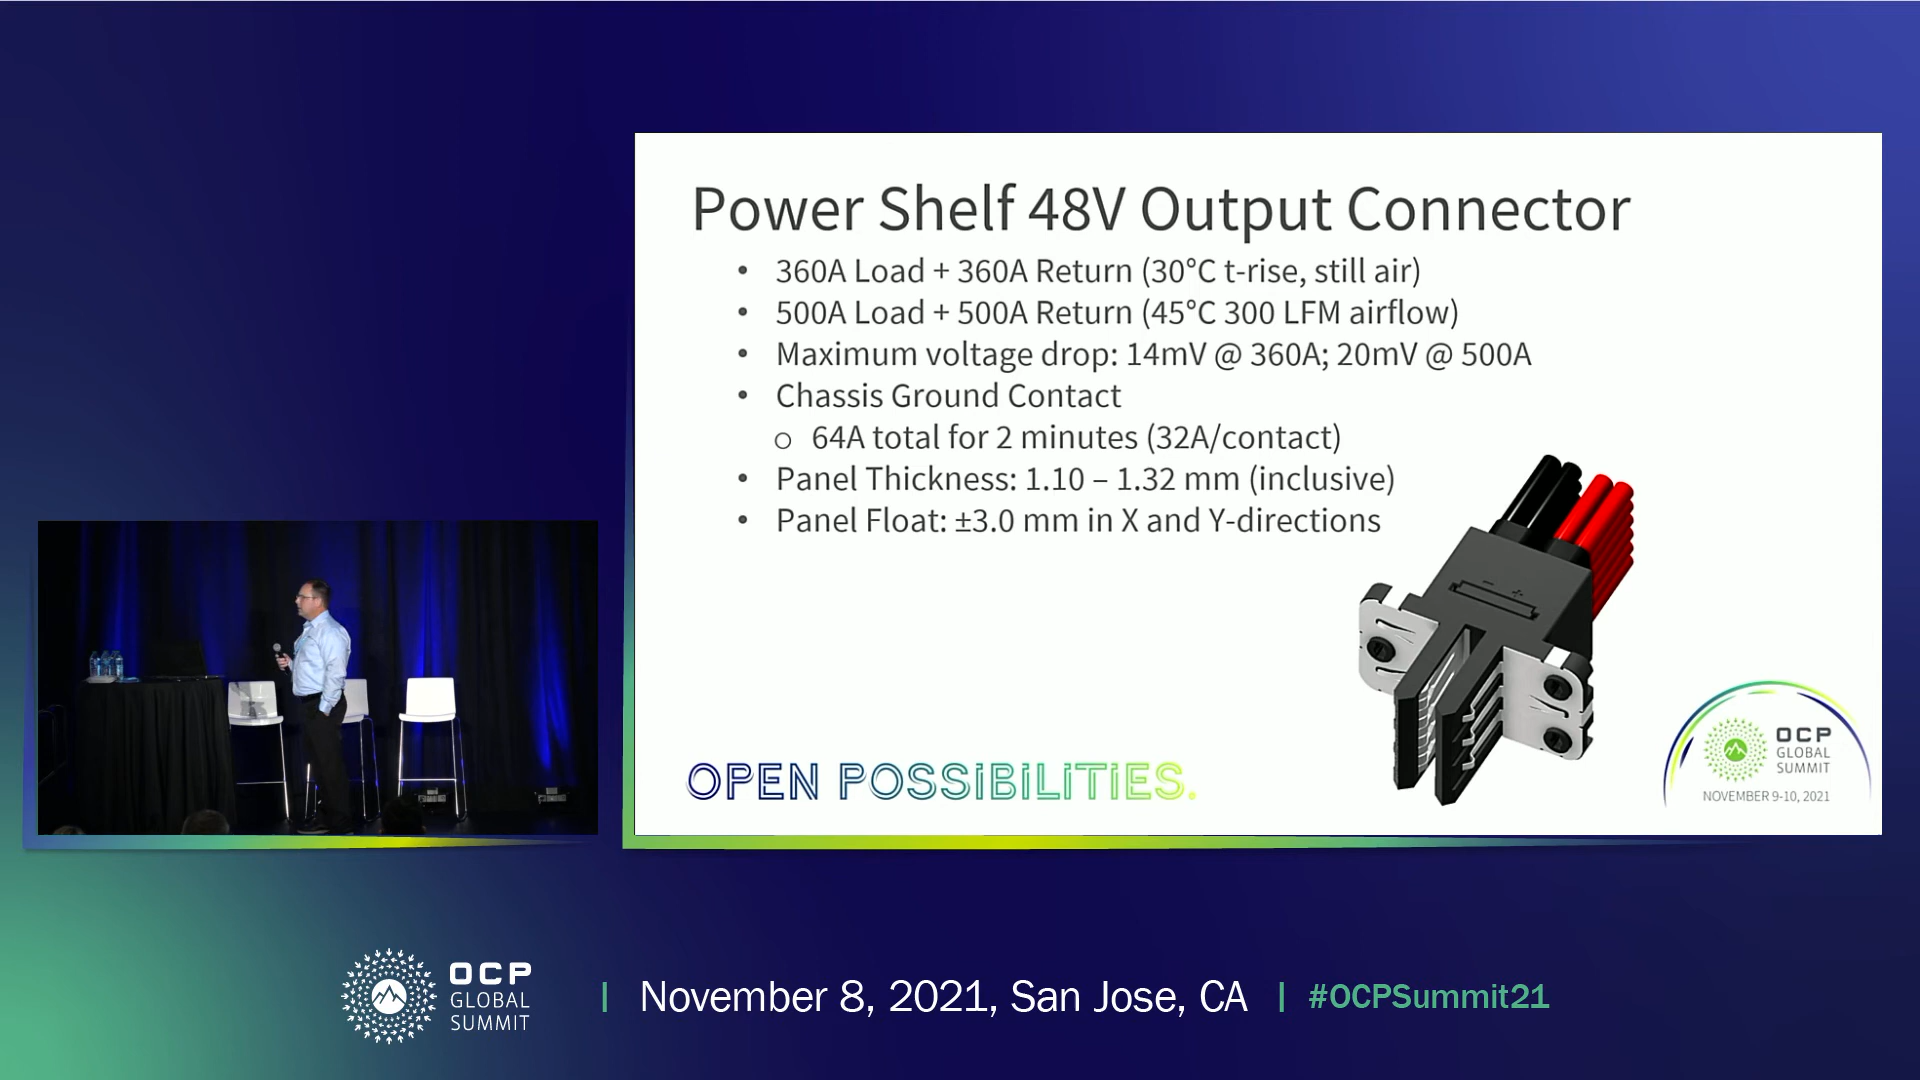 Power Shelf 48V Output Connector
• 360A Load + 360A Return (30°C t-rise, still air)
• 500A Load + 500A Return (45°C 300 LFM airflow)
• Maximum voltage drop: 14mV @ 360A; 20mV @ 500A
• Chassis Ground Contact
o 64A total for 2 minutes (32A/contact)
• Panel Thickness: 1.10 – 1.32 mm (inclusive)
• Panel Float: ±3.0 mm in X and Y-directions
OPEN POSSIBILITIES.
OCP
GLOBAL
SUMMIT
NOVEMBER 9-10, 2021
OCP
GLOBAL
SUMMIT
| November 8, 2021, San Jose, CA | #OCPSummit21